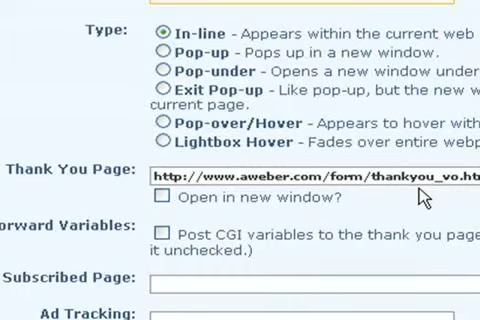 Type: In-line - Appears within the current web
Pop-up - Pops up in a new window.
Pop-under - Opens a new window under
Exit Pop-up - Like pop-up, but the new w
current page.
Pop-over/Hover - Appears to hover with
Lightbox Hover - Fades over entire webp
Thank You Page: http://www.aweber.com/form/thankyou_vo.ht
Open in new window?
orward Variables: Post CGI variables to the thank you page
it unchecked.)
Subscribed Page:
Ad Tracking: